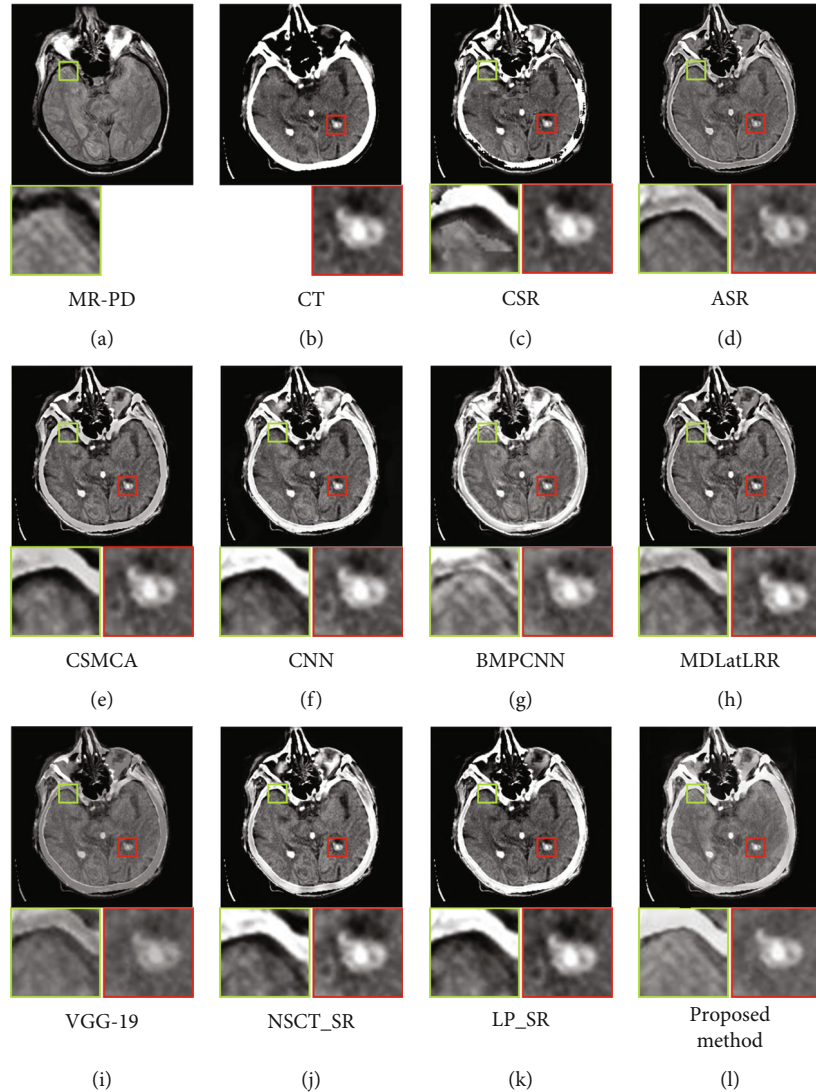 MR-PD CT CSR ASR
(a) (b) (c) (d)
CSMCA CNN BMPCNN MDLatLRR
(e) (f) (g) (h)
VGG-19 NSCT_SR LP_SR Proposed
method
(i) (j) (k) (l)